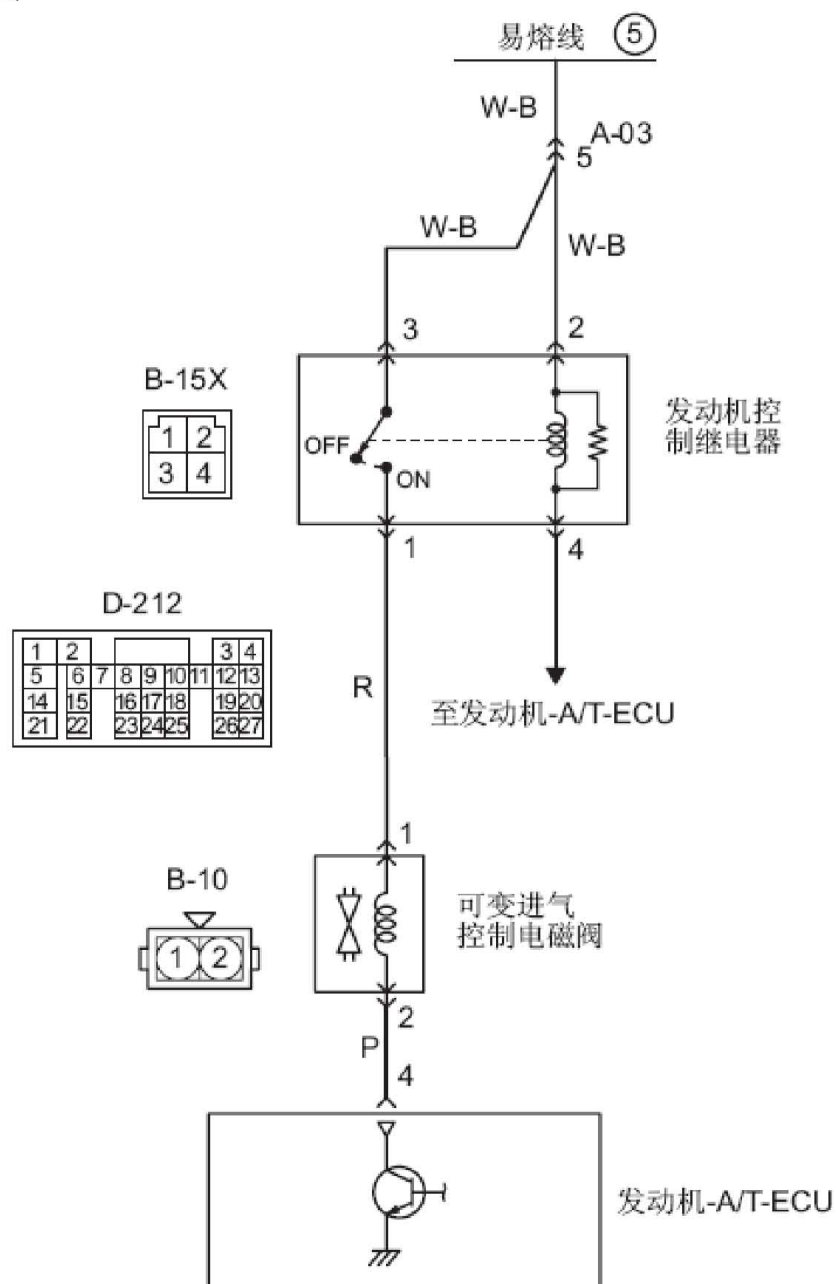 易熔线 ⑤
W-B
A-03
5
W-B
W-B
3
2
B-15X
1 2
3 4
OFF
ON
发动机控
制继电器
1
4
D-212
1 2 3 4
5 6 7 8 9 10 11 12 13
14 15 16 17 18 19 20
21 22 23 24 25 26 27
R
至发动机-A/T-ECU
1
B-10
1 2
可变进气
控制电磁阀
2
P
4
发动机-A/T-ECU